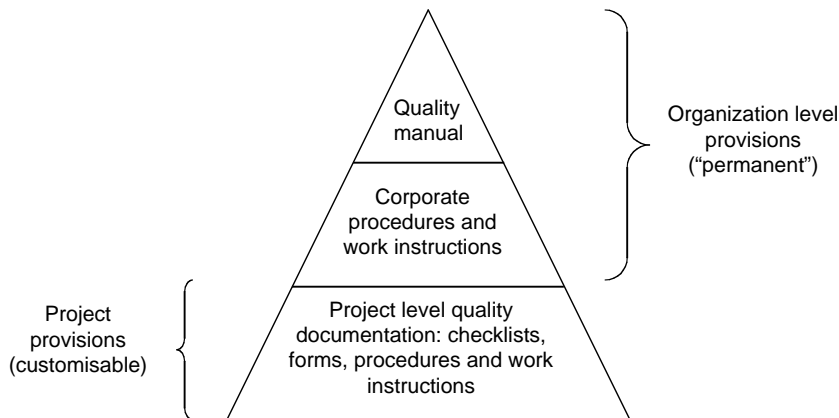 Quality
manual
Organization level
provisions
(“permanent”)
Corporate
procedures and
work instructions
Project
provisions
(customisable)
Project level quality
documentation: checklists,
forms, procedures and work
instructions